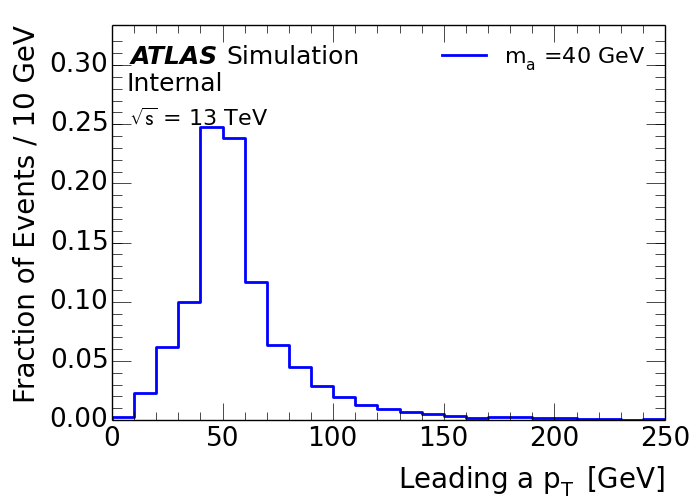 ATLAS Simulation
Internal
√s = 13 TeV
m_a =40 GeV
Fraction of Events / 10 GeV
0.30
0.25
0.20
0.15
0.10
0.05
0.00
0 50 100 150 200 250
Leading a p_T [GeV]